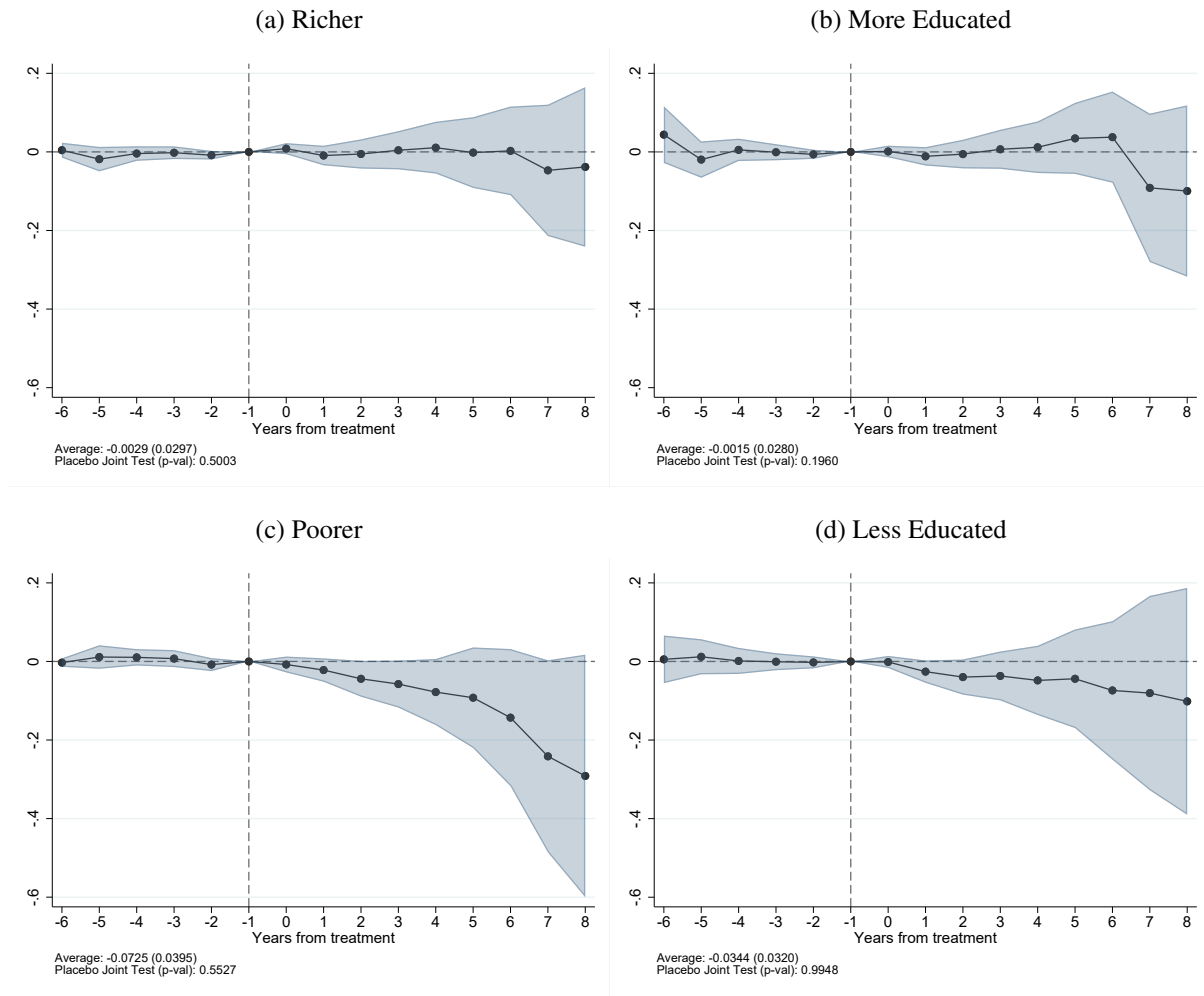 (a) Richer
.2
0
-.2
-.4
-.6
-6 -5 -4 -3 -2 -1 0 1 2 3 4 5 6 7 8
Years from treatment
Average: -0.0029 (0.0297)
Placebo Joint Test (p-val): 0.5003
(b) More Educated
.2
0
-.2
-.4
-.6
-6 -5 -4 -3 -2 -1 0 1 2 3 4 5 6 7 8
Years from treatment
Average: -0.0015 (0.0280)
Placebo Joint Test (p-val): 0.1960
(c) Poorer
.2
0
-.2
-.4
-.6
-6 -5 -4 -3 -2 -1 0 1 2 3 4 5 6 7 8
Years from treatment
Average: -0.0725 (0.0395)
Placebo Joint Test (p-val): 0.5527
(d) Less Educated
.2
0
-.2
-.4
-.6
-6 -5 -4 -3 -2 -1 0 1 2 3 4 5 6 7 8
Years from treatment
Average: -0.0344 (0.0320)
Placebo Joint Test (p-val): 0.9948